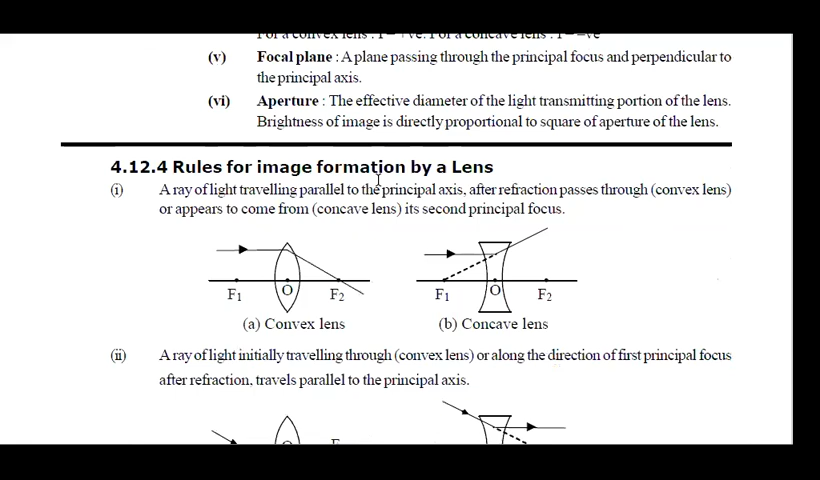 (v) Focal plane : A plane passing through the principal focus and perpendicular to
the principal axis.
(vi) Aperture : The effective diameter of the light transmitting portion of the lens.
Brightness of image is directly proportional to square of aperture of the lens.
4.12.4 Rules for image formation by a Lens
(i) A ray of light travelling parallel to the principal axis, after refraction passes through (convex lens)
or appears to come from (concave lens) its second principal focus.
F1 O F2
F1 O F2
(a) Convex lens
(b) Concave lens
(ii) A ray of light initially travelling through (convex lens) or along the direction of first principal focus
after refraction, travels parallel to the principal axis.